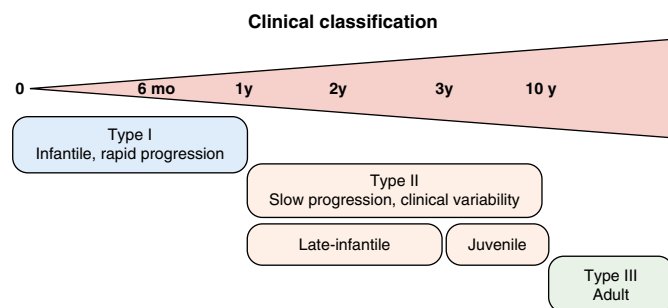 Clinical classification
0 6 mo 1y 2y 3y 10 y
Type I
Infantile, rapid progression
Type II
Slow progression, clinical variability
Late-infantile Juvenile
Type III
Adult